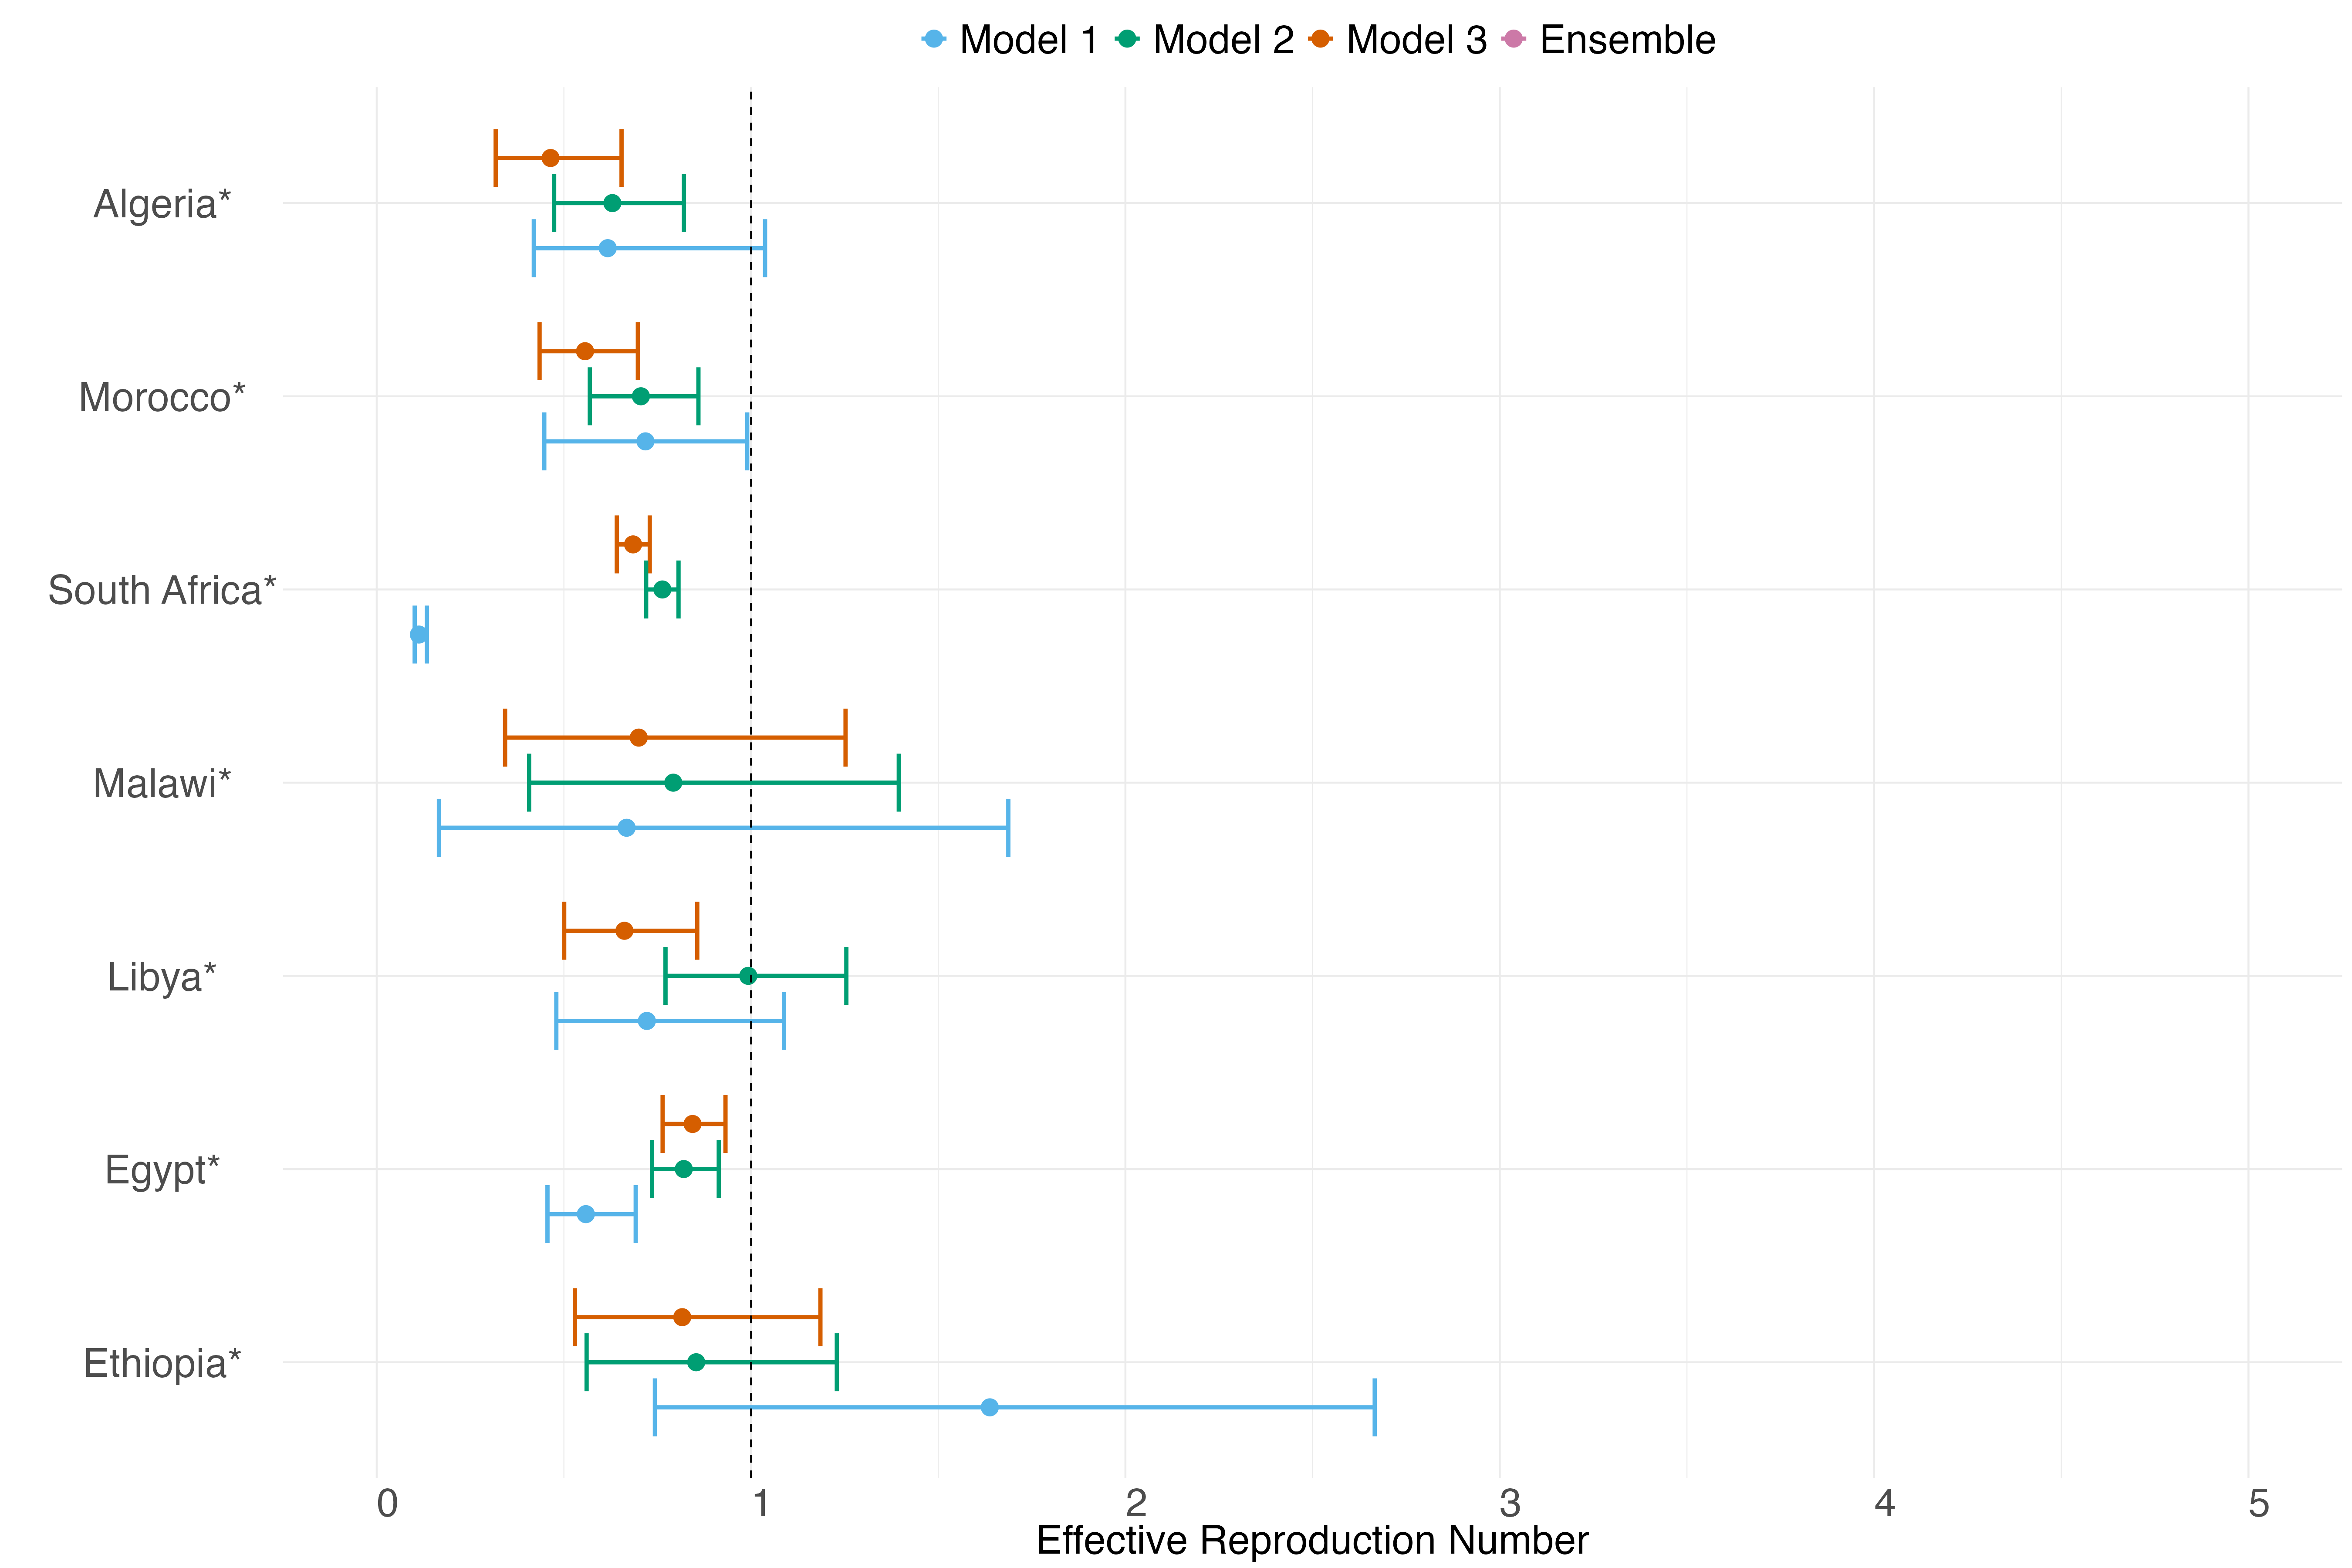 Model 1 Model 2 Model 3 Ensemble
Algeria*
Morocco*
South Africa*
Malawi*
Libya*
Egypt*
Ethiopia*
0 1 2 3 4 5
Effective Reproduction Number